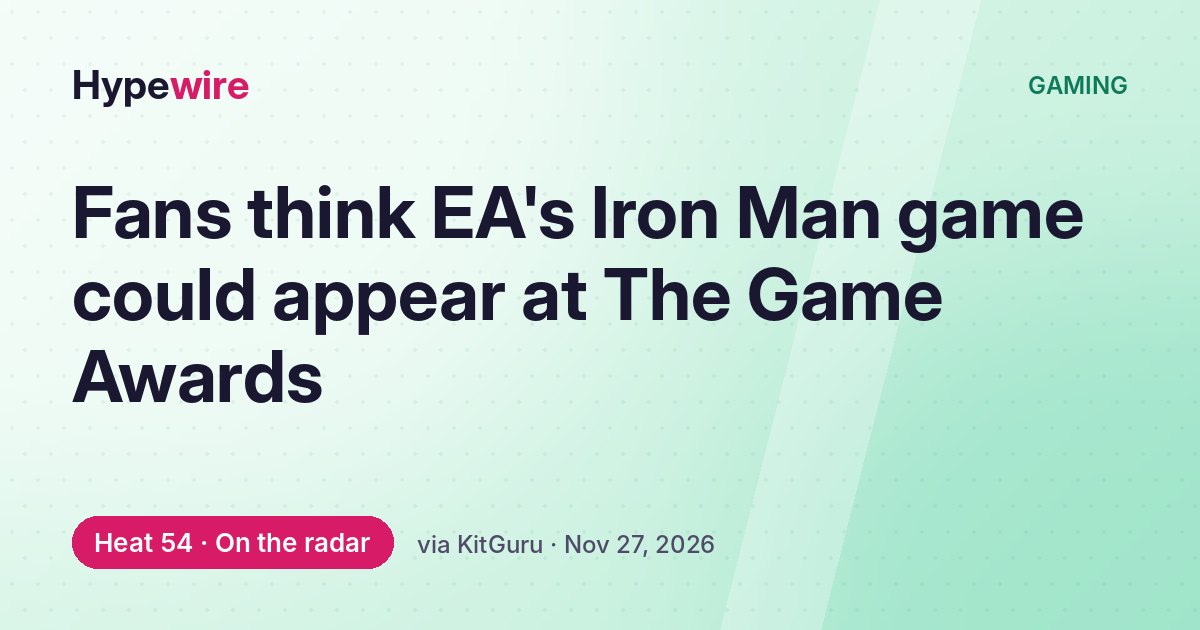 Hypewire
GAMING
Fans think EA's Iron Man game
could appear at The Game
Awards
Heat 54 · On the radar
via KitGuru · Nov 27, 2026